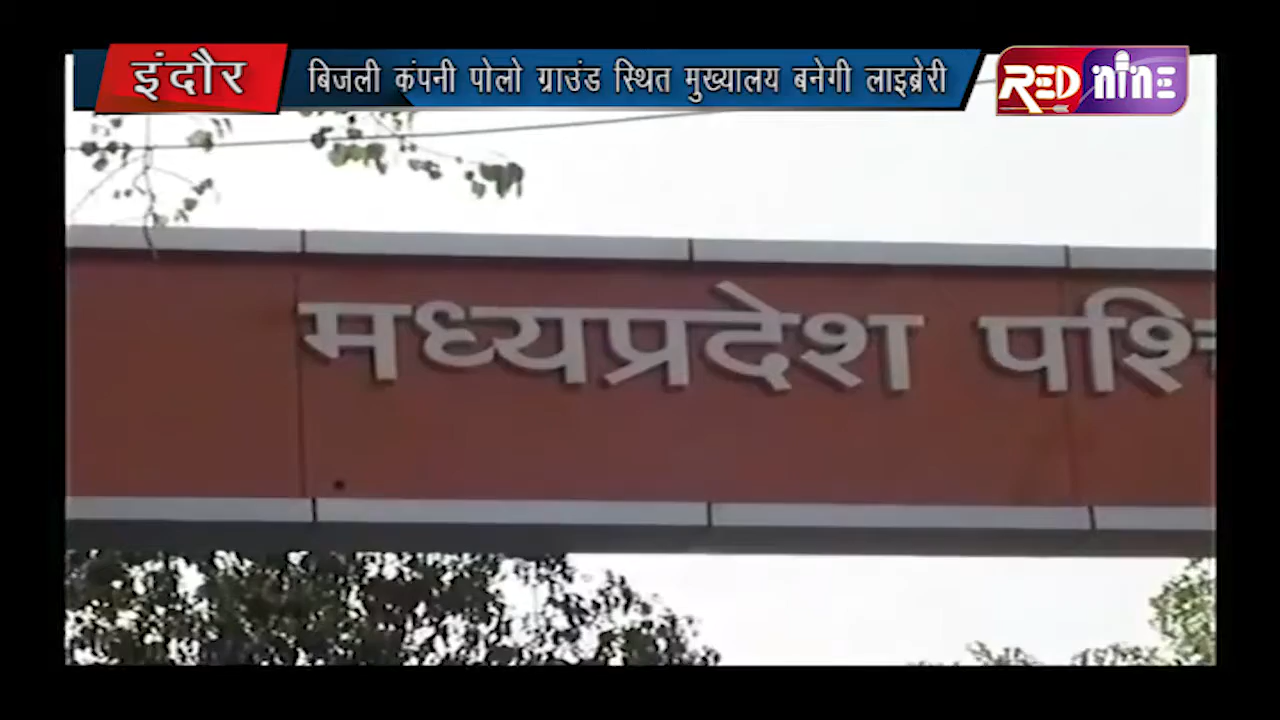 इंदौर
बिजली कंपनी पोलो ग्राउंड स्थित मुख्यालय बनेगी लाइब्रेरी
RED NINE
मध्यप्रदेश